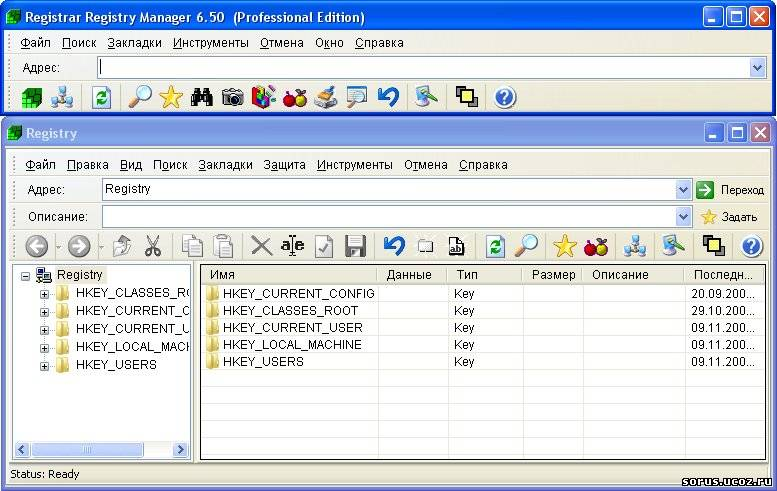 Registrar Registry Manager 6.50 (Professional Edition)
Файл Поиск Закладки Инструменты Отмена Окно Справка
Адрес:
Registry
Файл Правка Вид Поиск Закладки Защита Инструменты Отмена Справка
Адрес: Registry Переход
Описание: Задать
Registry
HKEY_CLASSES_RO
HKEY_CURRENT_C
HKEY_CURRENT_U
HKEY_LOCAL_MACH
HKEY_USERS
Имя Данные Тип Размер Описание Последн...
HKEY_CURRENT_CONFIG Key 20.09.200...
HKEY_CLASSES_ROOT Key 29.10.200...
HKEY_CURRENT_USER Key 09.11.200...
HKEY_LOCAL_MACHINE Key 09.11.200...
HKEY_USERS Key 09.11.200...
Status: Ready
sorus.ucoz.ru